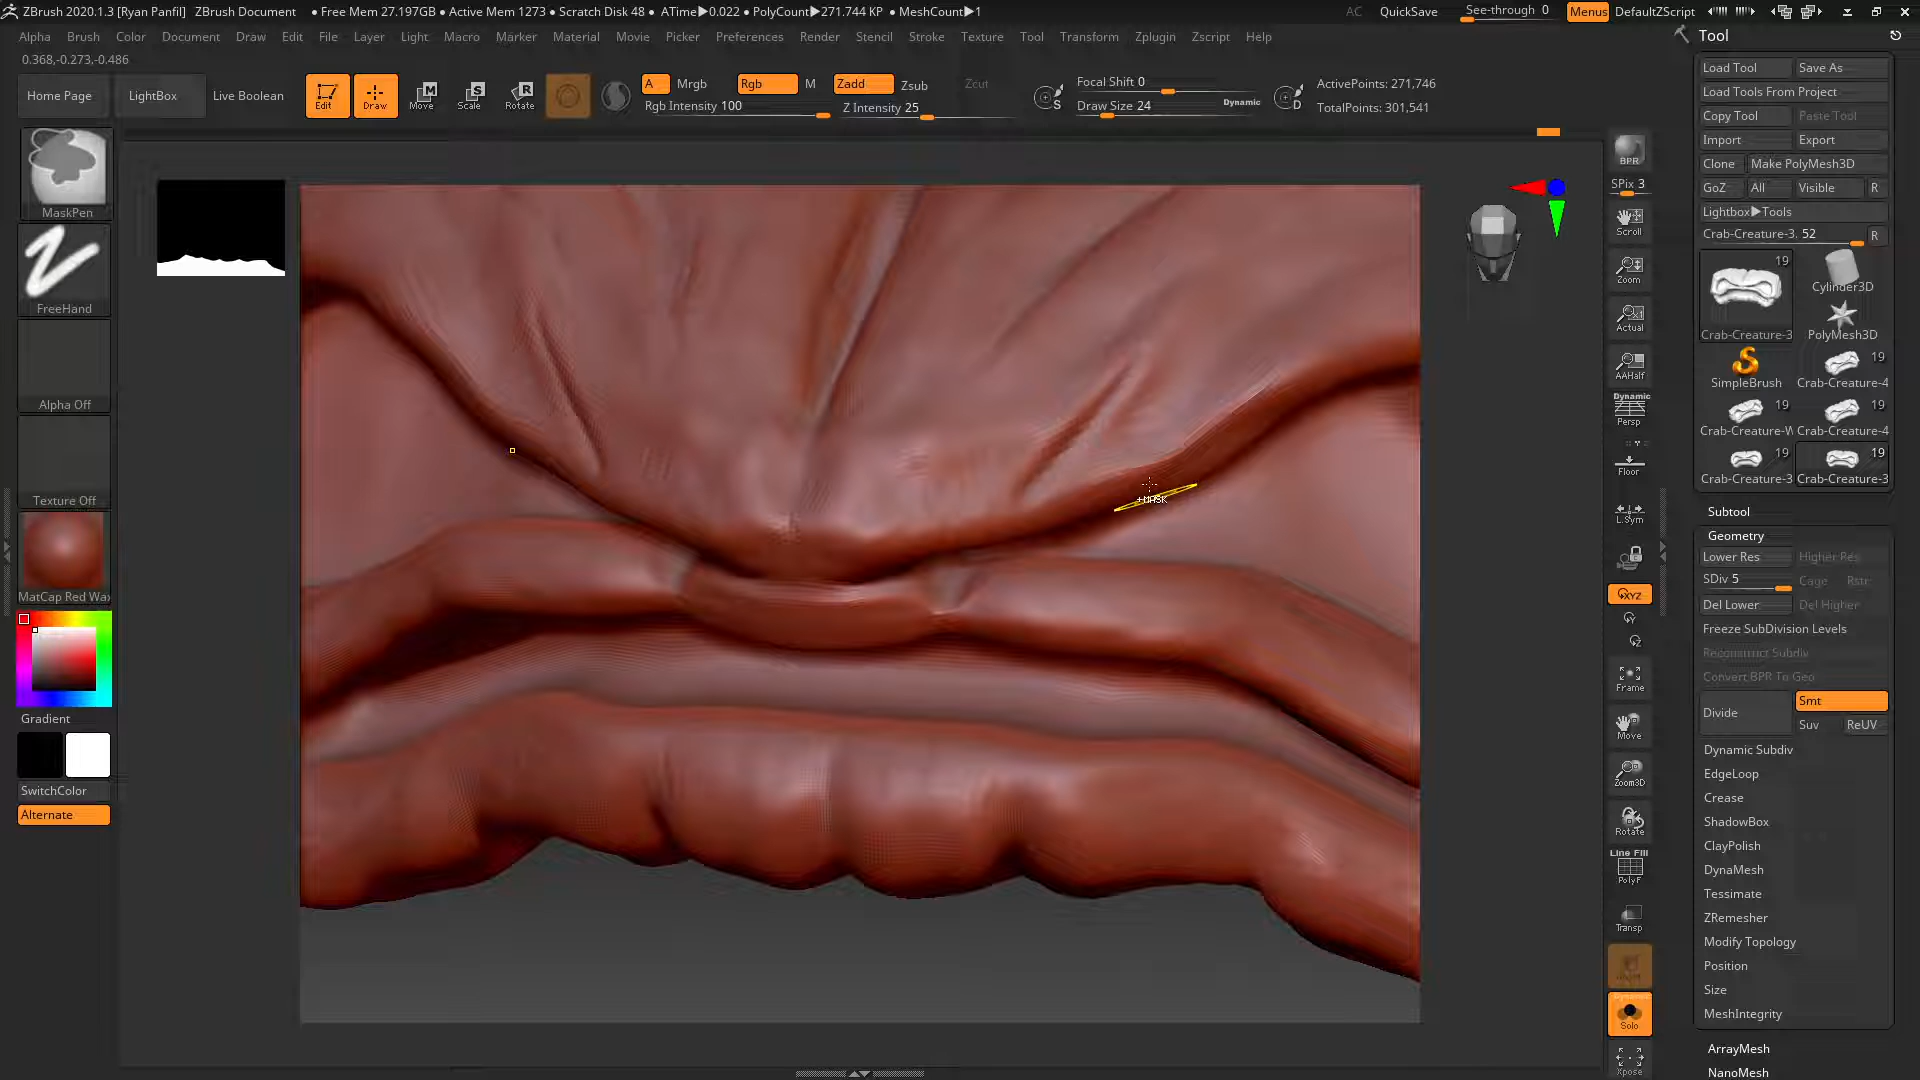 ZBrush 2020.1.3 [Ryan Panfil] ZBrush Document • Free Mem 27.197GB • Active Mem 1273 • Scratch Disk 48 • ATime▶0.022 • PolyCount▶271.744 KP • MeshCount▶1 AC QuickSave See-through 0 Menus DefaultZScript
Alpha Brush Color Document Draw Edit File Layer Light Macro Marker Material Movie Picker Preferences Render Stencil Stroke Texture Tool Transform Zplugin Zscript Help
0.368,-0.273,-0.486
Home Page LightBox Live Boolean
Edit Draw Move Scale Rotate
A Mrgb Rgb M Zadd Zsub Zcut
Rgb Intensity 100 Z Intensity 25
Focal Shift 0
Draw Size 24 Dynamic
ActivePoints: 271,746
TotalPoints: 301,541
MaskPen
FreeHand
Alpha Off
Texture Off
MatCap Red Wax
Gradient
SwitchColor
Alternate
+MASK
BPR
SPix 3
Scroll
Zoom
Actual
AAHalf
Dynamic
Persp
Floor
L.Sym
XYZ
Frame
Move
Zoom3D
Rotate
Line Fill
PolyF
Transp
Solo
Xpose
Tool
Load Tool Save As
Load Tools From Project
Copy Tool Paste Tool
Import Export
Clone Make PolyMesh3D
GoZ All Visible R
Lightbox▶Tools
Crab-Creature-3. 52 R
19
Crab-Creature-3
Cylinder3D
PolyMesh3D
SimpleBrush
19
Crab-Creature-4
19
Crab-Creature-W
19
Crab-Creature-4
19
Crab-Creature-3
19
Crab-Creature-3
Subtool
Geometry
Lower Res Higher Res
SDiv 5 Cage Rstr
Del Lower Del Higher
Freeze SubDivision Levels
Reconstruct Subdiv
Convert BPR To Geo
Divide Smt
Suv ReUV
Dynamic Subdiv
EdgeLoop
Crease
ShadowBox
ClayPolish
DynaMesh
Tessimate
ZRemesher
Modify Topology
Position
Size
MeshIntegrity
ArrayMesh
NanoMesh